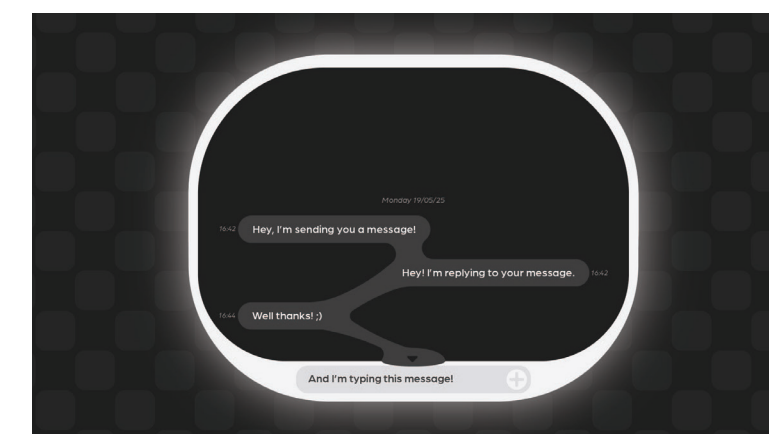 Monday 19/05/25
16:42 Hey, I'm sending you a message!
Hey! I'm replying to your message. 16:42
16:44 Well thanks! ;)
And I'm typing this message!